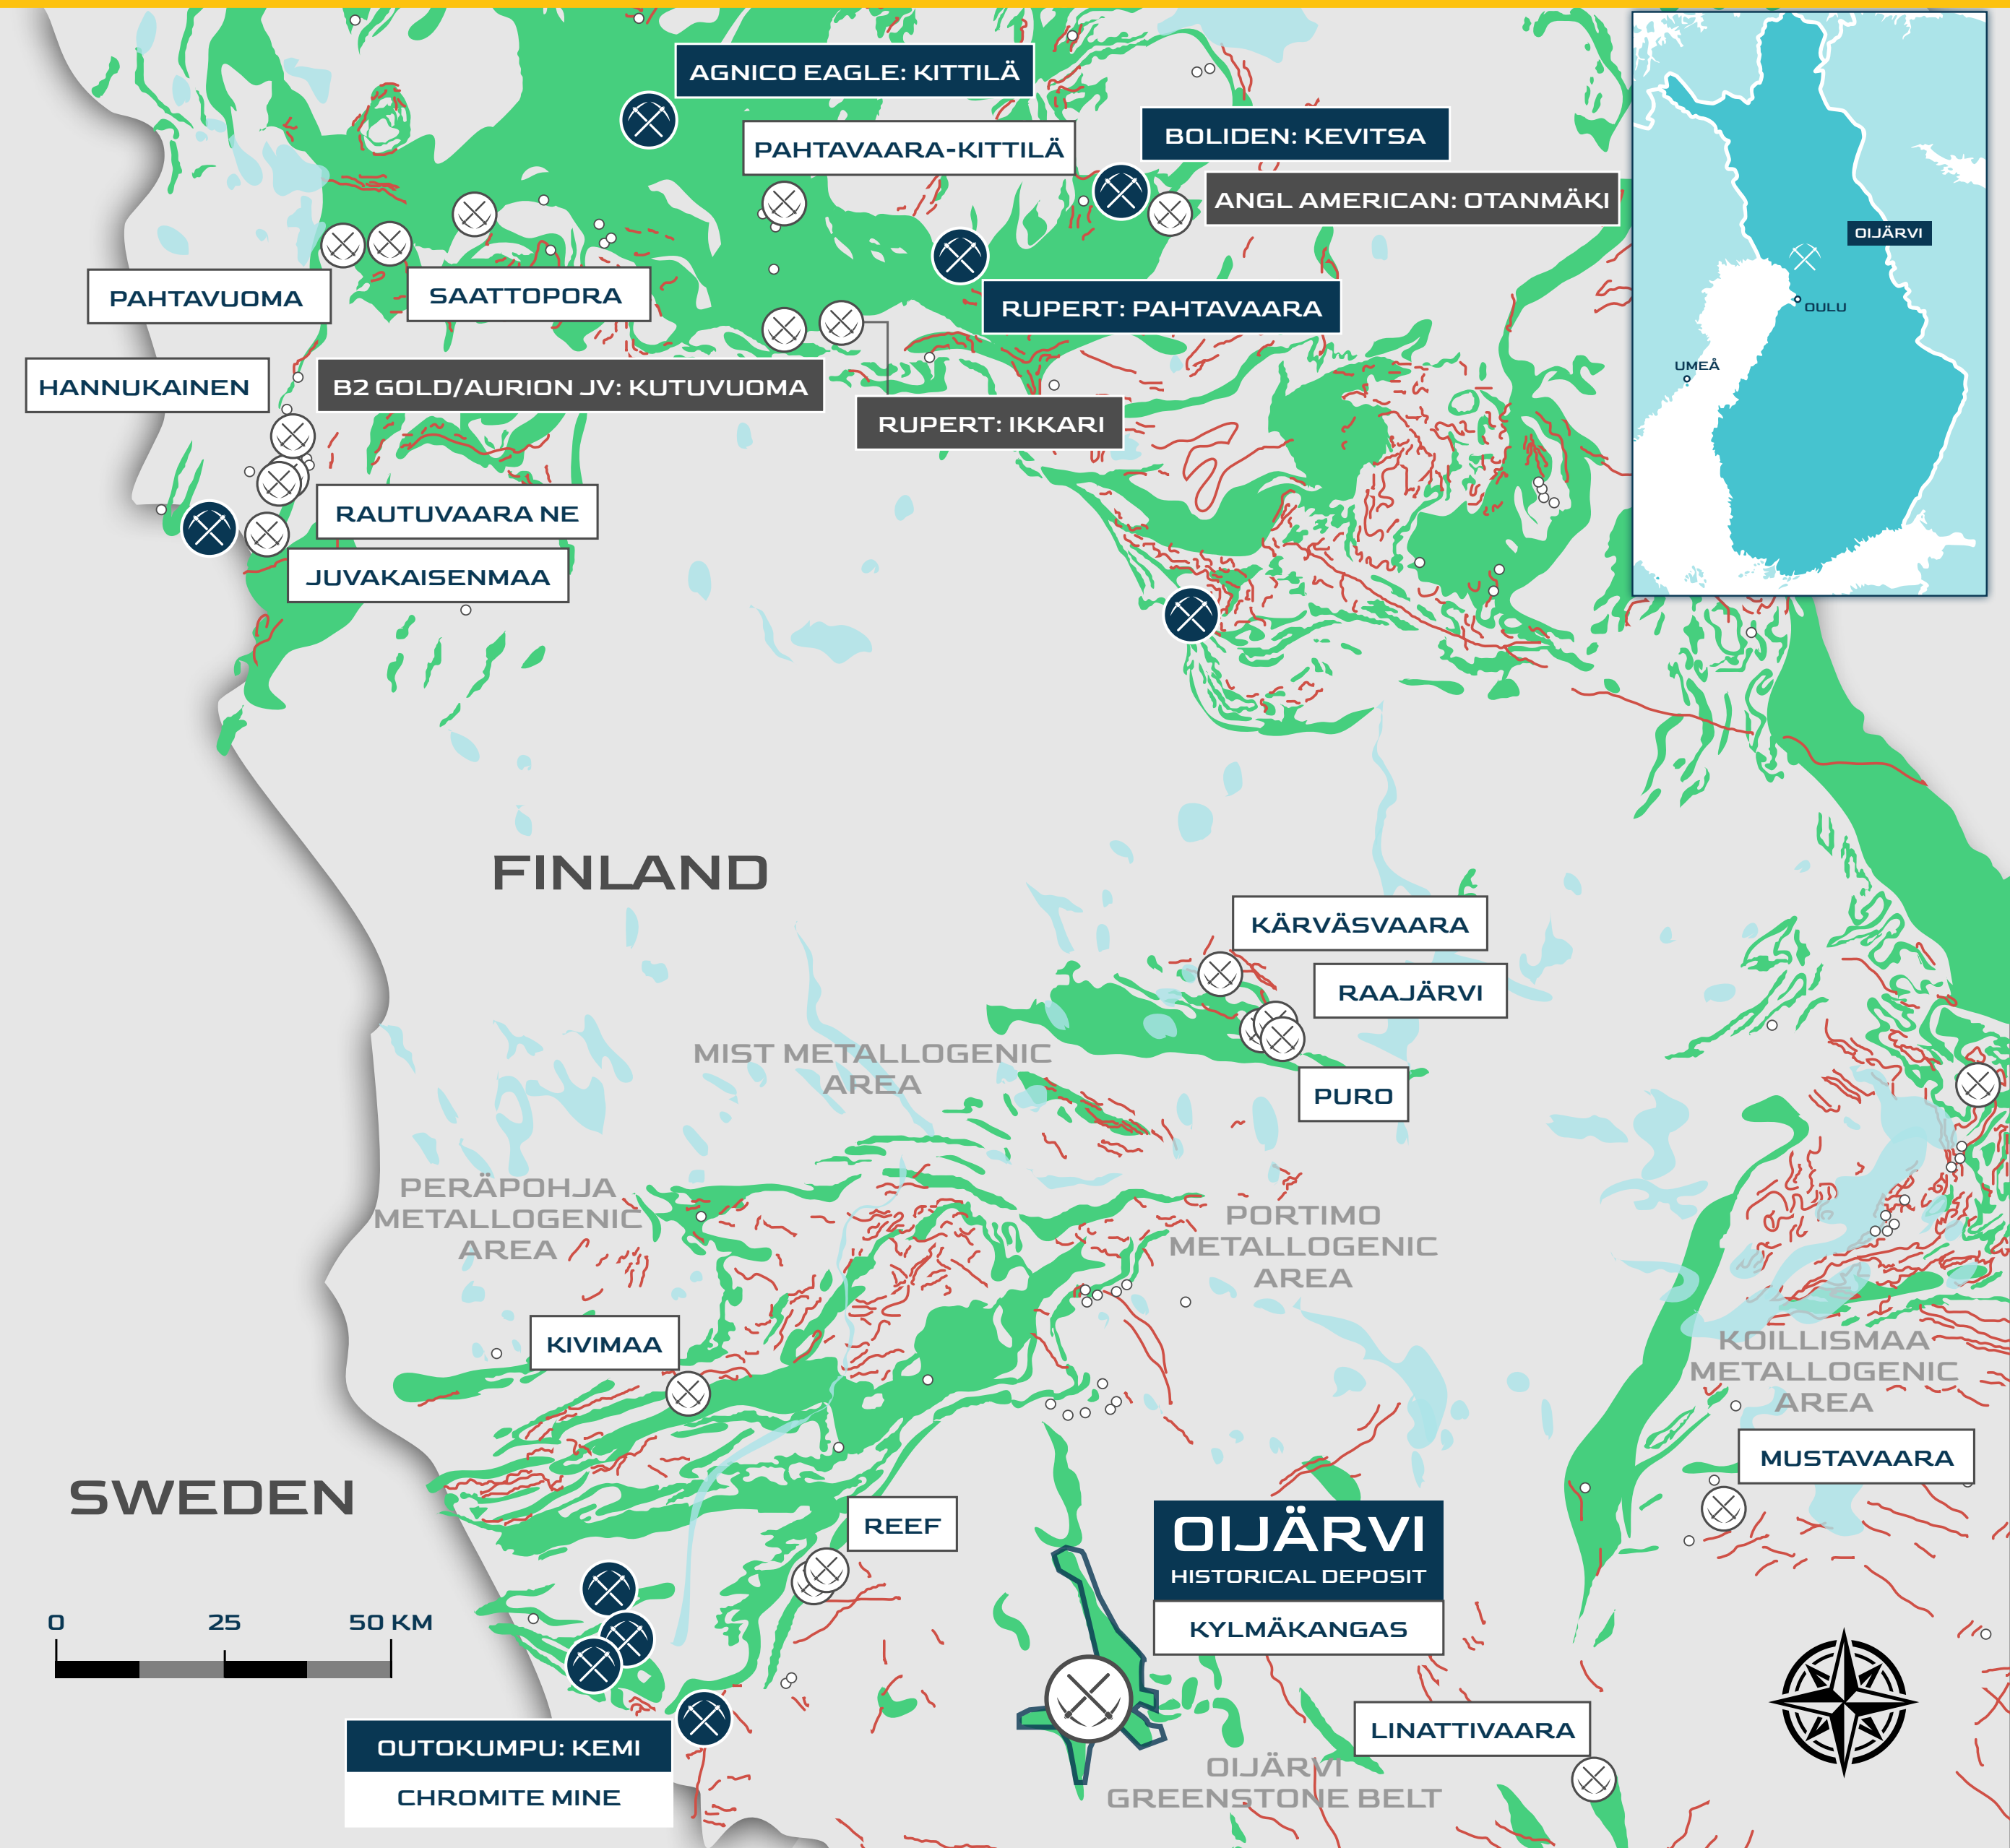 AGNICO EAGLE: KITTILÄ
BOLIDEN: KEVITSA
PAHTAVAARA-KITTILÄ
ANGL AMERICAN: OTANMÄKI
OIJÄRVI
OULU
UMEÅ
PAHTAVUOMA
SAATTOPORA
RUPERT: PAHTAVAARA
HANNUKAINEN
B2 GOLD/AURION JV: KUTUVUOMA
RUPERT: IKKARI
RAUTUVAARA NE
JUVAKAISENMAA
FINLAND
KÄRVÄSVAARA
RAAJÄRVI
MIST METALLOGENIC
AREA
PURO
PERÄPOHJA
METALLOGENIC
AREA
PORTIMO
METALLOGENIC
AREA
KIVIMAA
KOILLISMAA
METALLOGENIC
AREA
MUSTAVAARA
SWEDEN
REEF
OIJÄRVI
HISTORICAL DEPOSIT
KYLMÄKANGAS
0 25 50 KM
LINATTIVAARA
OUTOKUMPU: KEMI
CHROMITE MINE
OIJÄRVI
GREENSTONE BELT